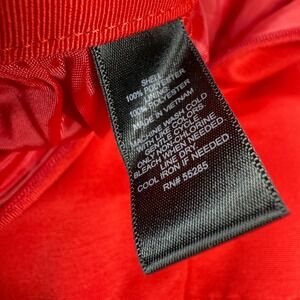 SHELL
100% POLYESTER
100% POLYESTER
MADE IN VIETNAM
MACHINE WASH COLD
WITH LIKE COLORS
GENTLE CYCLE
ONLY NON-CHLORINE
BLEACH WHEN NEEDED
LINE DRY
COOL IRON IF NEEDED.
RN# 55285